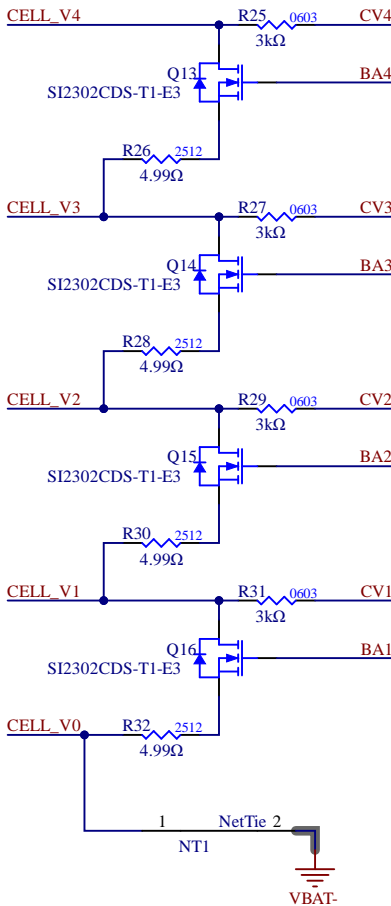 CELL_V4 R25 0603 CV4
3kΩ
Q13 BA4
SI2302CDS-T1-E3
R26 2512
4.99Ω
CELL_V3 R27 0603 CV3
3kΩ
Q14 BA3
SI2302CDS-T1-E3
R28 2512
4.99Ω
CELL_V2 R29 0603 CV2
3kΩ
Q15 BA2
SI2302CDS-T1-E3
R30 2512
4.99Ω
CELL_V1 R31 0603 CV1
3kΩ
Q16 BA1
SI2302CDS-T1-E3
CELL_V0 R32 2512
4.99Ω
1 NetTie 2
NT1
VBAT-